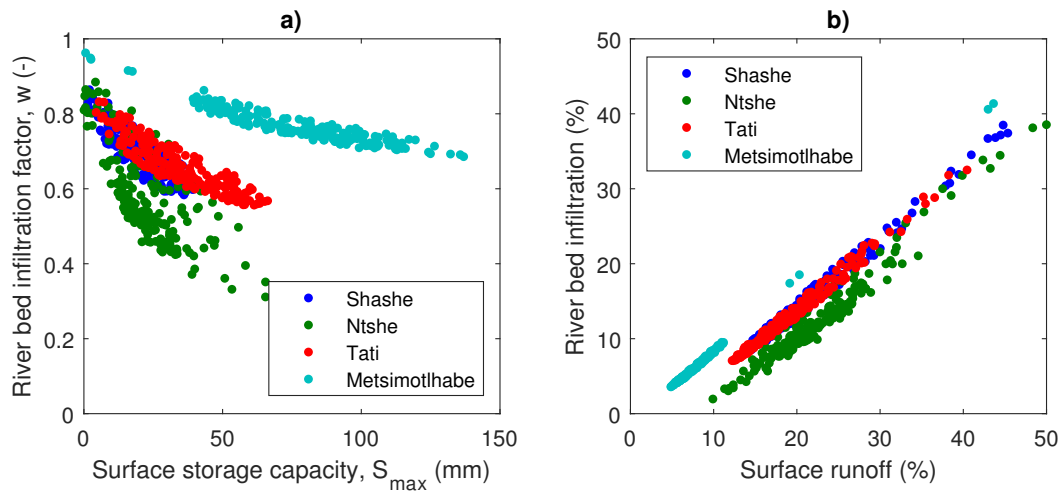 a)
River bed infiltration factor, w (-)
1
0.8
0.6
0.4
0.2
0
0
50
100
150
Surface storage capacity, S_max (mm)
Shashe
Ntshe
Tati
Metsimotlhabe
b)
River bed infiltration (%)
50
40
30
20
10
0
0
10
20
30
40
50
Surface runoff (%)
Shashe
Ntshe
Tati
Metsimotlhabe